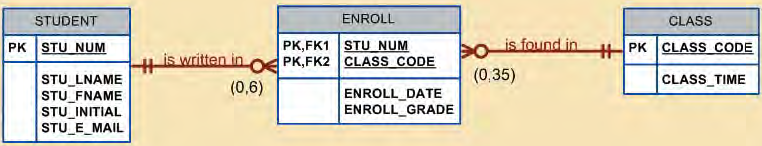 STUDENT
PK STU_NUM
STU_LNAME
STU_FNAME
STU_INITIAL
STU_E_MAIL
is written in
(0,6)
ENROLL
PK,FK1 STU_NUM
PK,FK2 CLASS_CODE
ENROLL_DATE
ENROLL_GRADE
is found in
(0,35)
CLASS
PK CLASS_CODE
CLASS_TIME